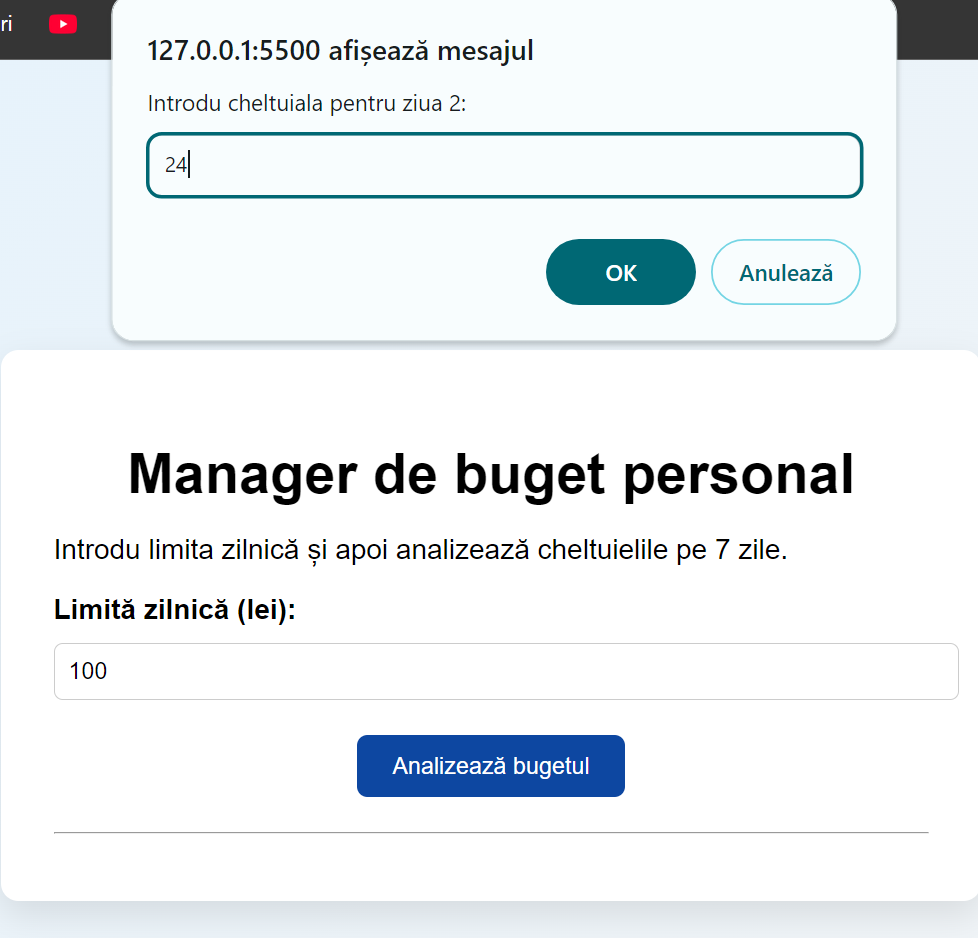 ri
127.0.0.1:5500 afișează mesajul
Introdu cheltuiala pentru ziua 2:
24
OK
Anulează
Manager de buget personal
Introdu limita zilnică și apoi analizează cheltuielile pe 7 zile.
Limită zilnică (lei):
100
Analizează bugetul